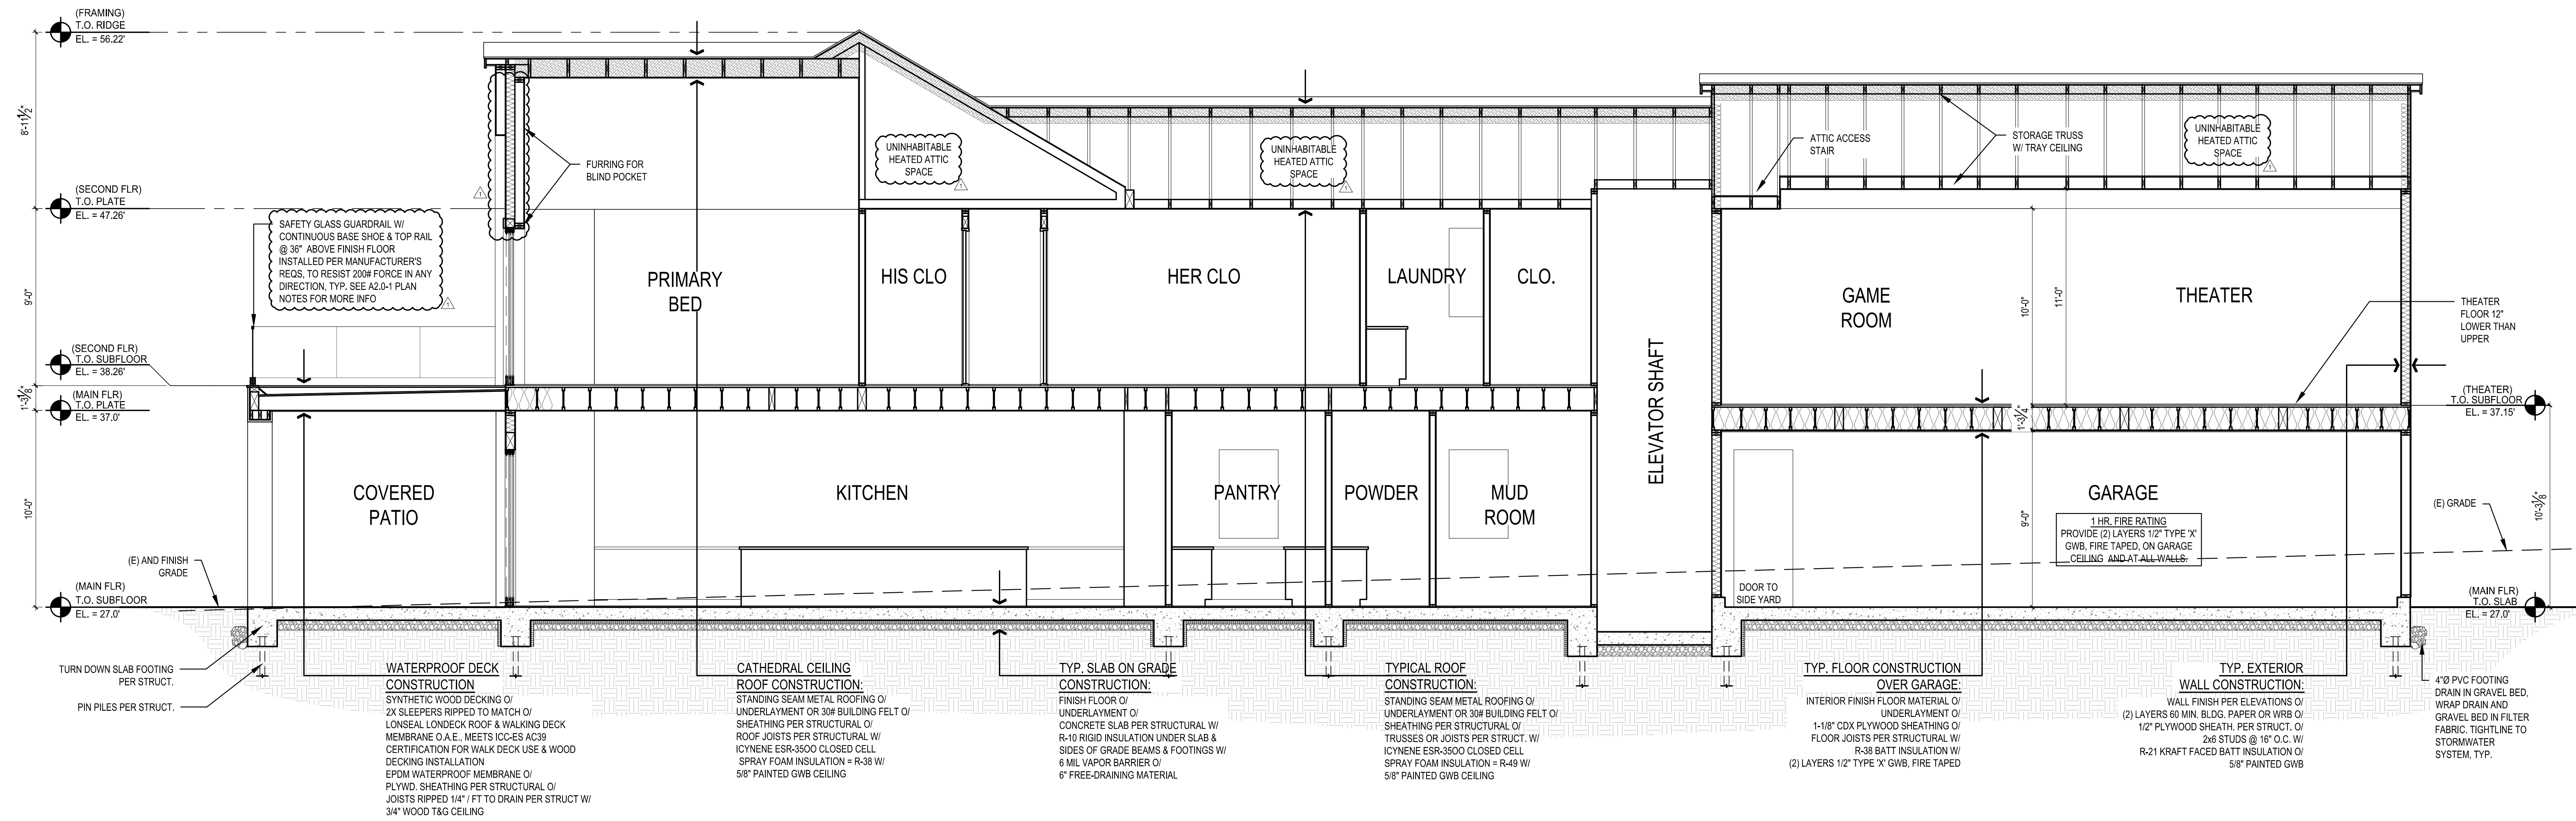 (FRAMING)
T.O. RIDGE
EL. = 56.22'
8'-11 1/2"
(SECOND FLR)
T.O. PLATE
EL. = 47.26'
9'-0"
(SECOND FLR)
T.O. SUBFLOOR
EL. = 38.26'
1'-3 1/8"
(MAIN FLR)
T.O. PLATE
EL. = 37.0'
10'-0"
(MAIN FLR)
T.O. SUBFLOOR
EL. = 27.0'
(E) AND FINISH
GRADE
TURN DOWN SLAB FOOTING
PER STRUCT.
PIN PILES PER STRUCT.
SAFETY GLASS GUARDRAIL W/
CONTINUOUS BASE SHOE & TOP RAIL
@ 36" ABOVE FINISH FLOOR
INSTALLED PER MANUFACTURER'S
REQS, TO RESIST 200# FORCE IN ANY
DIRECTION, TYP. SEE A2.0-1 PLAN
NOTES FOR MORE INFO
1
1
FURRING FOR
BLIND POCKET
UNINHABITABLE
HEATED ATTIC
SPACE
1
UNINHABITABLE
HEATED ATTIC
SPACE
1
ATTIC ACCESS
STAIR
STORAGE TRUSS
W/ TRAY CEILING
UNINHABITABLE
HEATED ATTIC
SPACE
1
PRIMARY
BED
HIS CLO
HER CLO
LAUNDRY
CLO.
ELEVATOR SHAFT
GAME
ROOM
10'-0"
11'-0"
THEATER
THEATER
FLOOR 12"
LOWER THAN
UPPER
(THEATER)
T.O. SUBFLOOR
EL. = 37.15'
1'-3 1/4"
COVERED
PATIO
KITCHEN
PANTRY
POWDER
MUD
ROOM
GARAGE
9'-0"
1 HR. FIRE RATING
PROVIDE (2) LAYERS 1/2" TYPE 'X'
GWB, FIRE TAPED, ON GARAGE
CEILING AND AT ALL WALLS.
DOOR TO
SIDE YARD
(E) GRADE
10'-3 1/8"
(MAIN FLR)
T.O. SLAB
EL. = 27.0'
WATERPROOF DECK
CONSTRUCTION
SYNTHETIC WOOD DECKING O/
2X SLEEPERS RIPPED TO MATCH O/
LONSEAL LONDECK ROOF & WALKING DECK
MEMBRANE O.A.E., MEETS ICC-ES AC39
CERTIFICATION FOR WALK DECK USE & WOOD
DECKING INSTALLATION
EPDM WATERPROOF MEMBRANE O/
PLYWD. SHEATHING PER STRUCTURAL O/
JOISTS RIPPED 1/4" / FT TO DRAIN PER STRUCT W/
3/4" WOOD T&G CEILING
CATHEDRAL CEILING
ROOF CONSTRUCTION:
STANDING SEAM METAL ROOFING O/
UNDERLAYMENT OR 30# BUILDING FELT O/
SHEATHING PER STRUCTURAL O/
ROOF JOISTS PER STRUCTURAL W/
ICYNENE ESR-3500 CLOSED CELL
SPRAY FOAM INSULATION = R-38 W/
5/8" PAINTED GWB CEILING
TYP. SLAB ON GRADE
CONSTRUCTION:
FINISH FLOOR O/
UNDERLAYMENT O/
CONCRETE SLAB PER STRUCTURAL W/
R-10 RIGID INSULATION UNDER SLAB &
SIDES OF GRADE BEAMS & FOOTINGS W/
6 MIL VAPOR BARRIER O/
6" FREE-DRAINING MATERIAL
TYPICAL ROOF
CONSTRUCTION:
STANDING SEAM METAL ROOFING O/
UNDERLAYMENT OR 30# BUILDING FELT O/
SHEATHING PER STRUCTURAL O/
TRUSSES OR JOISTS PER STRUCT. W/
ICYNENE ESR-3500 CLOSED CELL
SPRAY FOAM INSULATION = R-49 W/
5/8" PAINTED GWB CEILING
TYP. FLOOR CONSTRUCTION
OVER GARAGE:
INTERIOR FINISH FLOOR MATERIAL O/
UNDERLAYMENT O/
1-1/8" CDX PLYWOOD SHEATHING O/
FLOOR JOISTS PER STRUCTURAL W/
R-38 BATT INSULATION W/
(2) LAYERS 1/2" TYPE 'X' GWB, FIRE TAPED
TYP. EXTERIOR
WALL CONSTRUCTION:
WALL FINISH PER ELEVATIONS O/
(2) LAYERS 60 MIN. BLDG. PAPER OR WRB O/
1/2" PLYWOOD SHEATH. PER STRUCT. O/
2x6 STUDS @ 16" O.C. W/
R-21 KRAFT FACED BATT INSULATION O/
5/8" PAINTED GWB
4"Ø PVC FOOTING
DRAIN IN GRAVEL BED,
WRAP DRAIN AND
GRAVEL BED IN FILTER
FABRIC. TIGHTLINE TO
STORMWATER
SYSTEM, TYP.